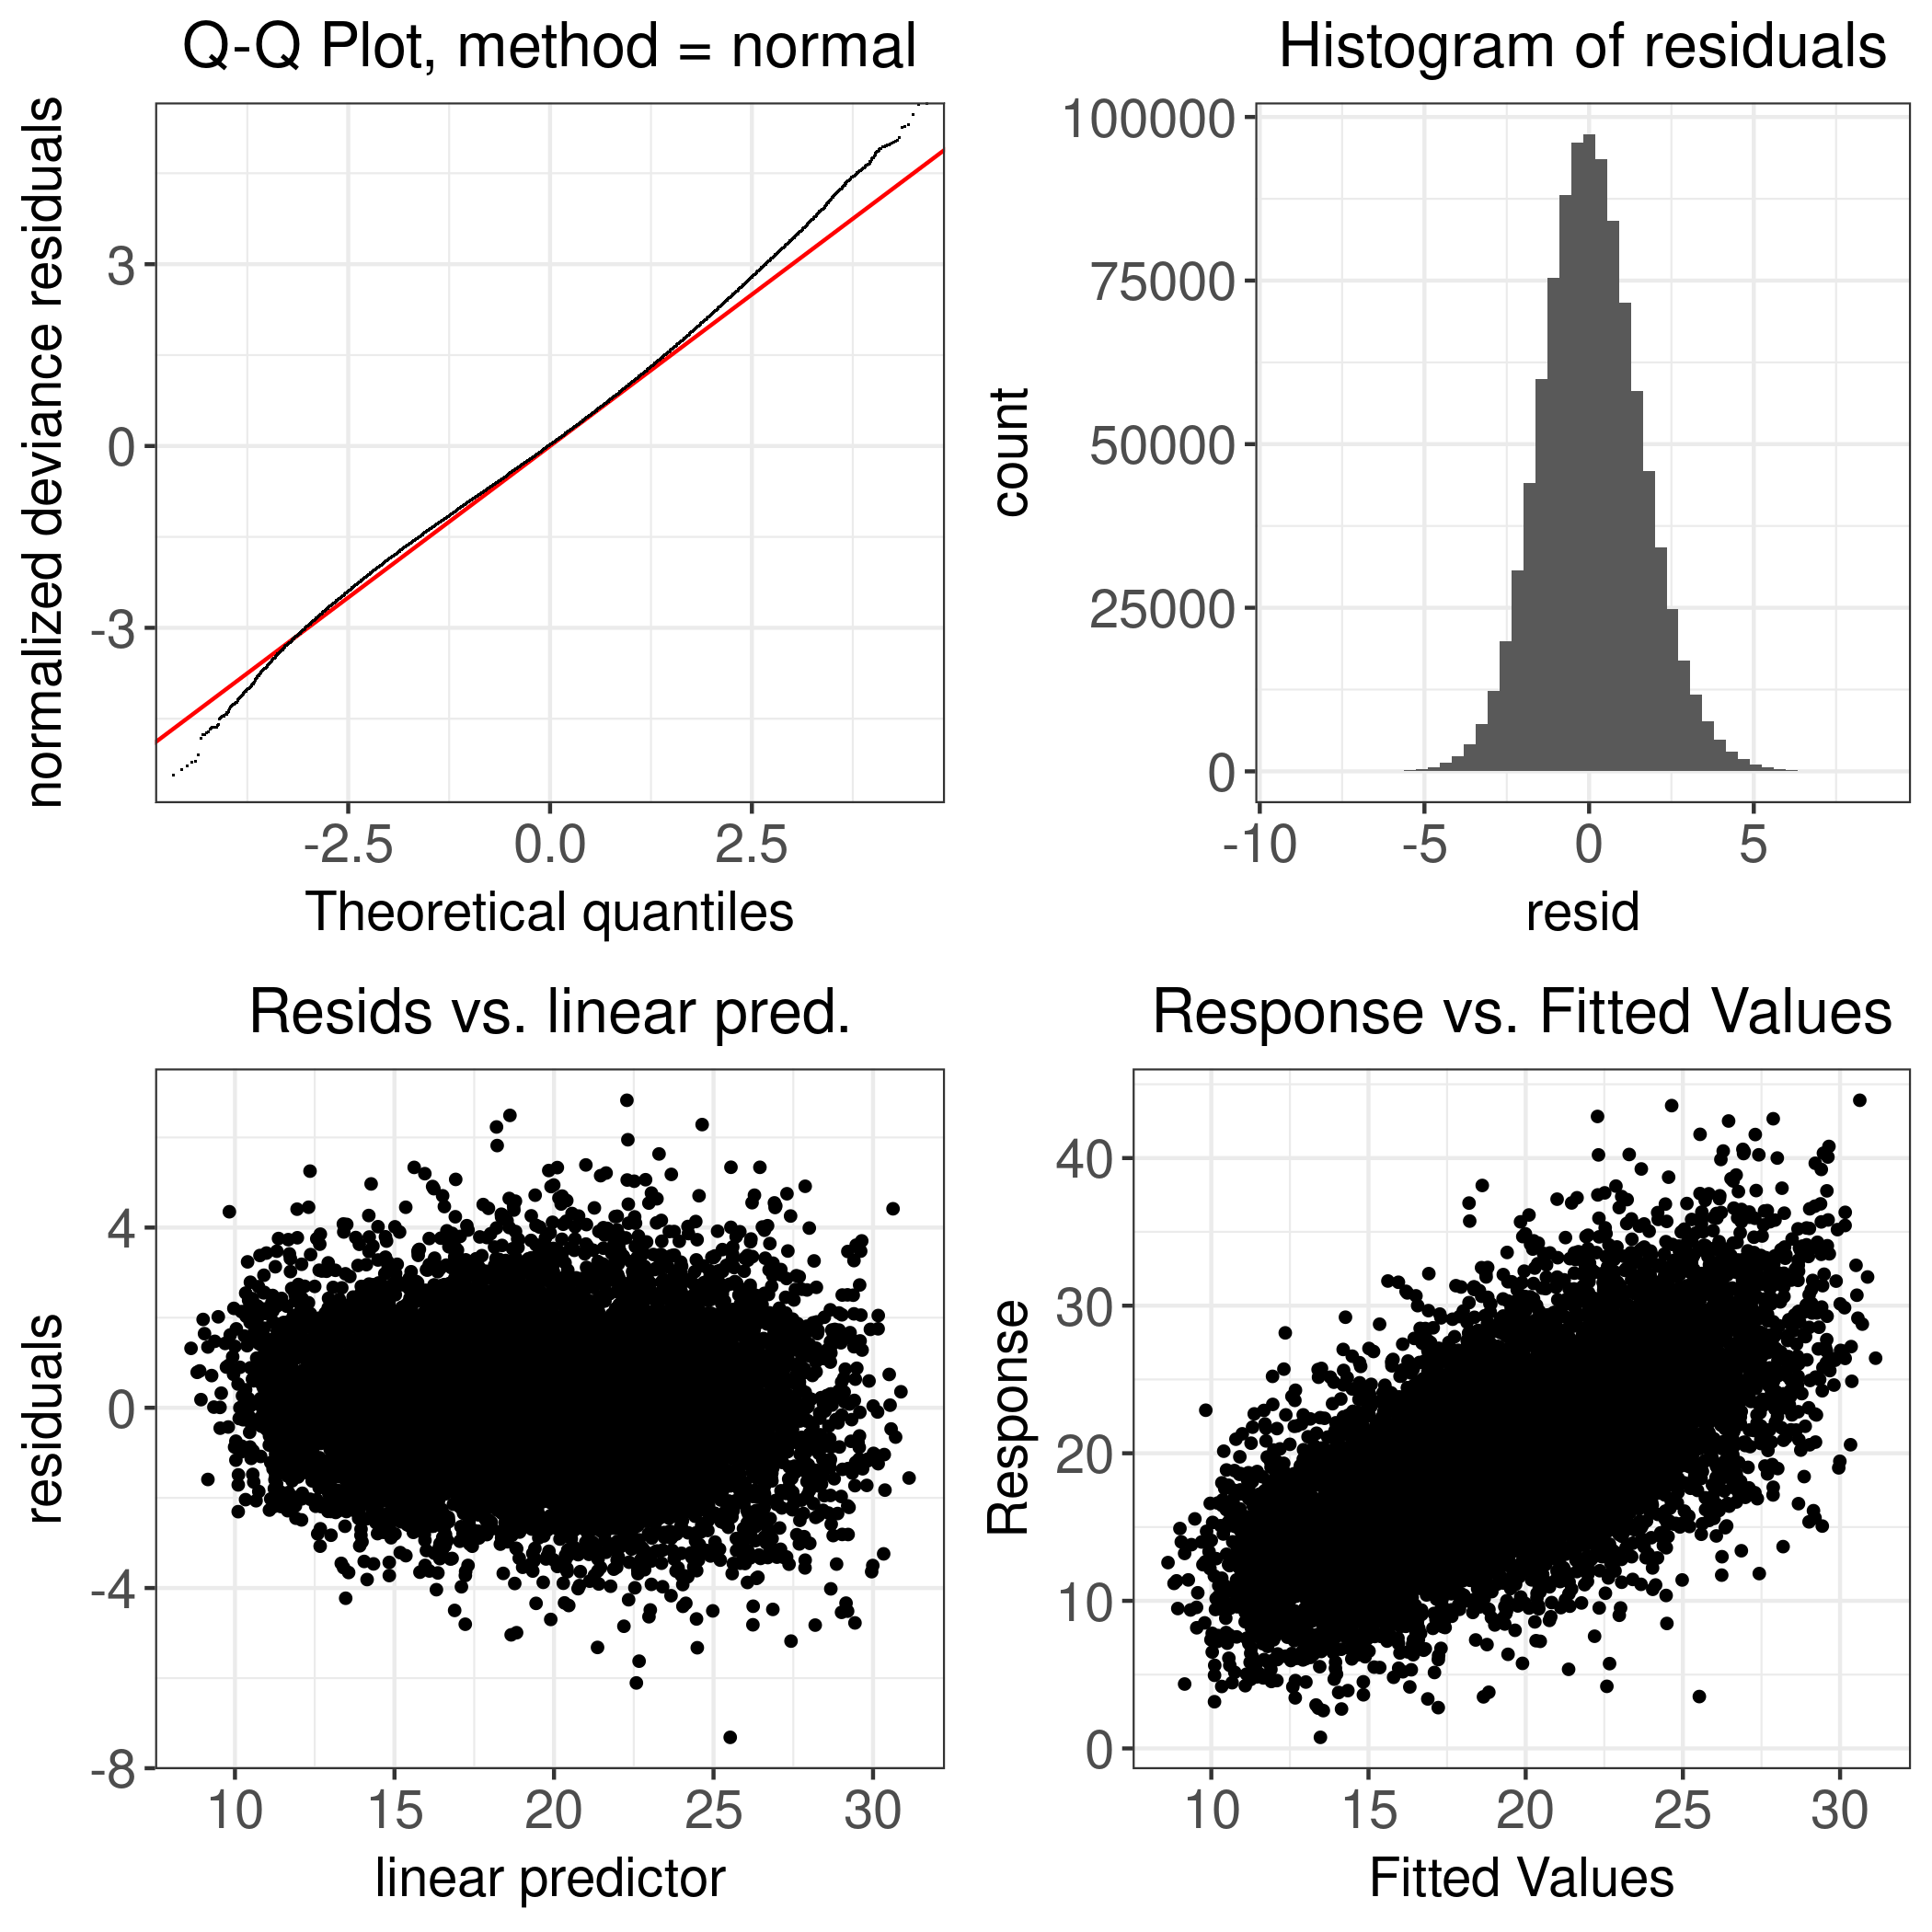 Q-Q Plot, method = normal
normalized deviance residuals
3
0
-3
-2.5 0.0 2.5
Theoretical quantiles
Histogram of residuals
count
100000
75000
50000
25000
0
-10 -5 0 5
resid
Resids vs. linear pred.
residuals
4
0
-4
-8
10 15 20 25 30
linear predictor
Response vs. Fitted Values
Response
40
30
20
10
0
10 15 20 25 30
Fitted Values